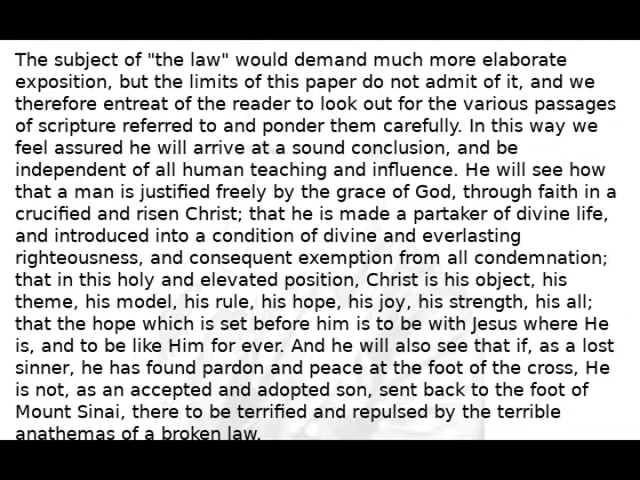 The subject of "the law" would demand much more elaborate
exposition, but the limits of this paper do not admit of it, and we
therefore entreat of the reader to look out for the various passages
of scripture referred to and ponder them carefully. In this way we
feel assured he will arrive at a sound conclusion, and be
independent of all human teaching and influence. He will see how
that a man is justified freely by the grace of God, through faith in a
crucified and risen Christ; that he is made a partaker of divine life,
and introduced into a condition of divine and everlasting
righteousness, and consequent exemption from all condemnation;
that in this holy and elevated position, Christ is his object, his
theme, his model, his rule, his hope, his joy, his strength, his all;
that the hope which is set before him is to be with Jesus where He
is, and to be like Him for ever. And he will also see that if, as a lost
sinner, he has found pardon and peace at the foot of the cross, He
is not, as an accepted and adopted son, sent back to the foot of
Mount Sinai, there to be terrified and repulsed by the terrible
anathemas of a broken law.